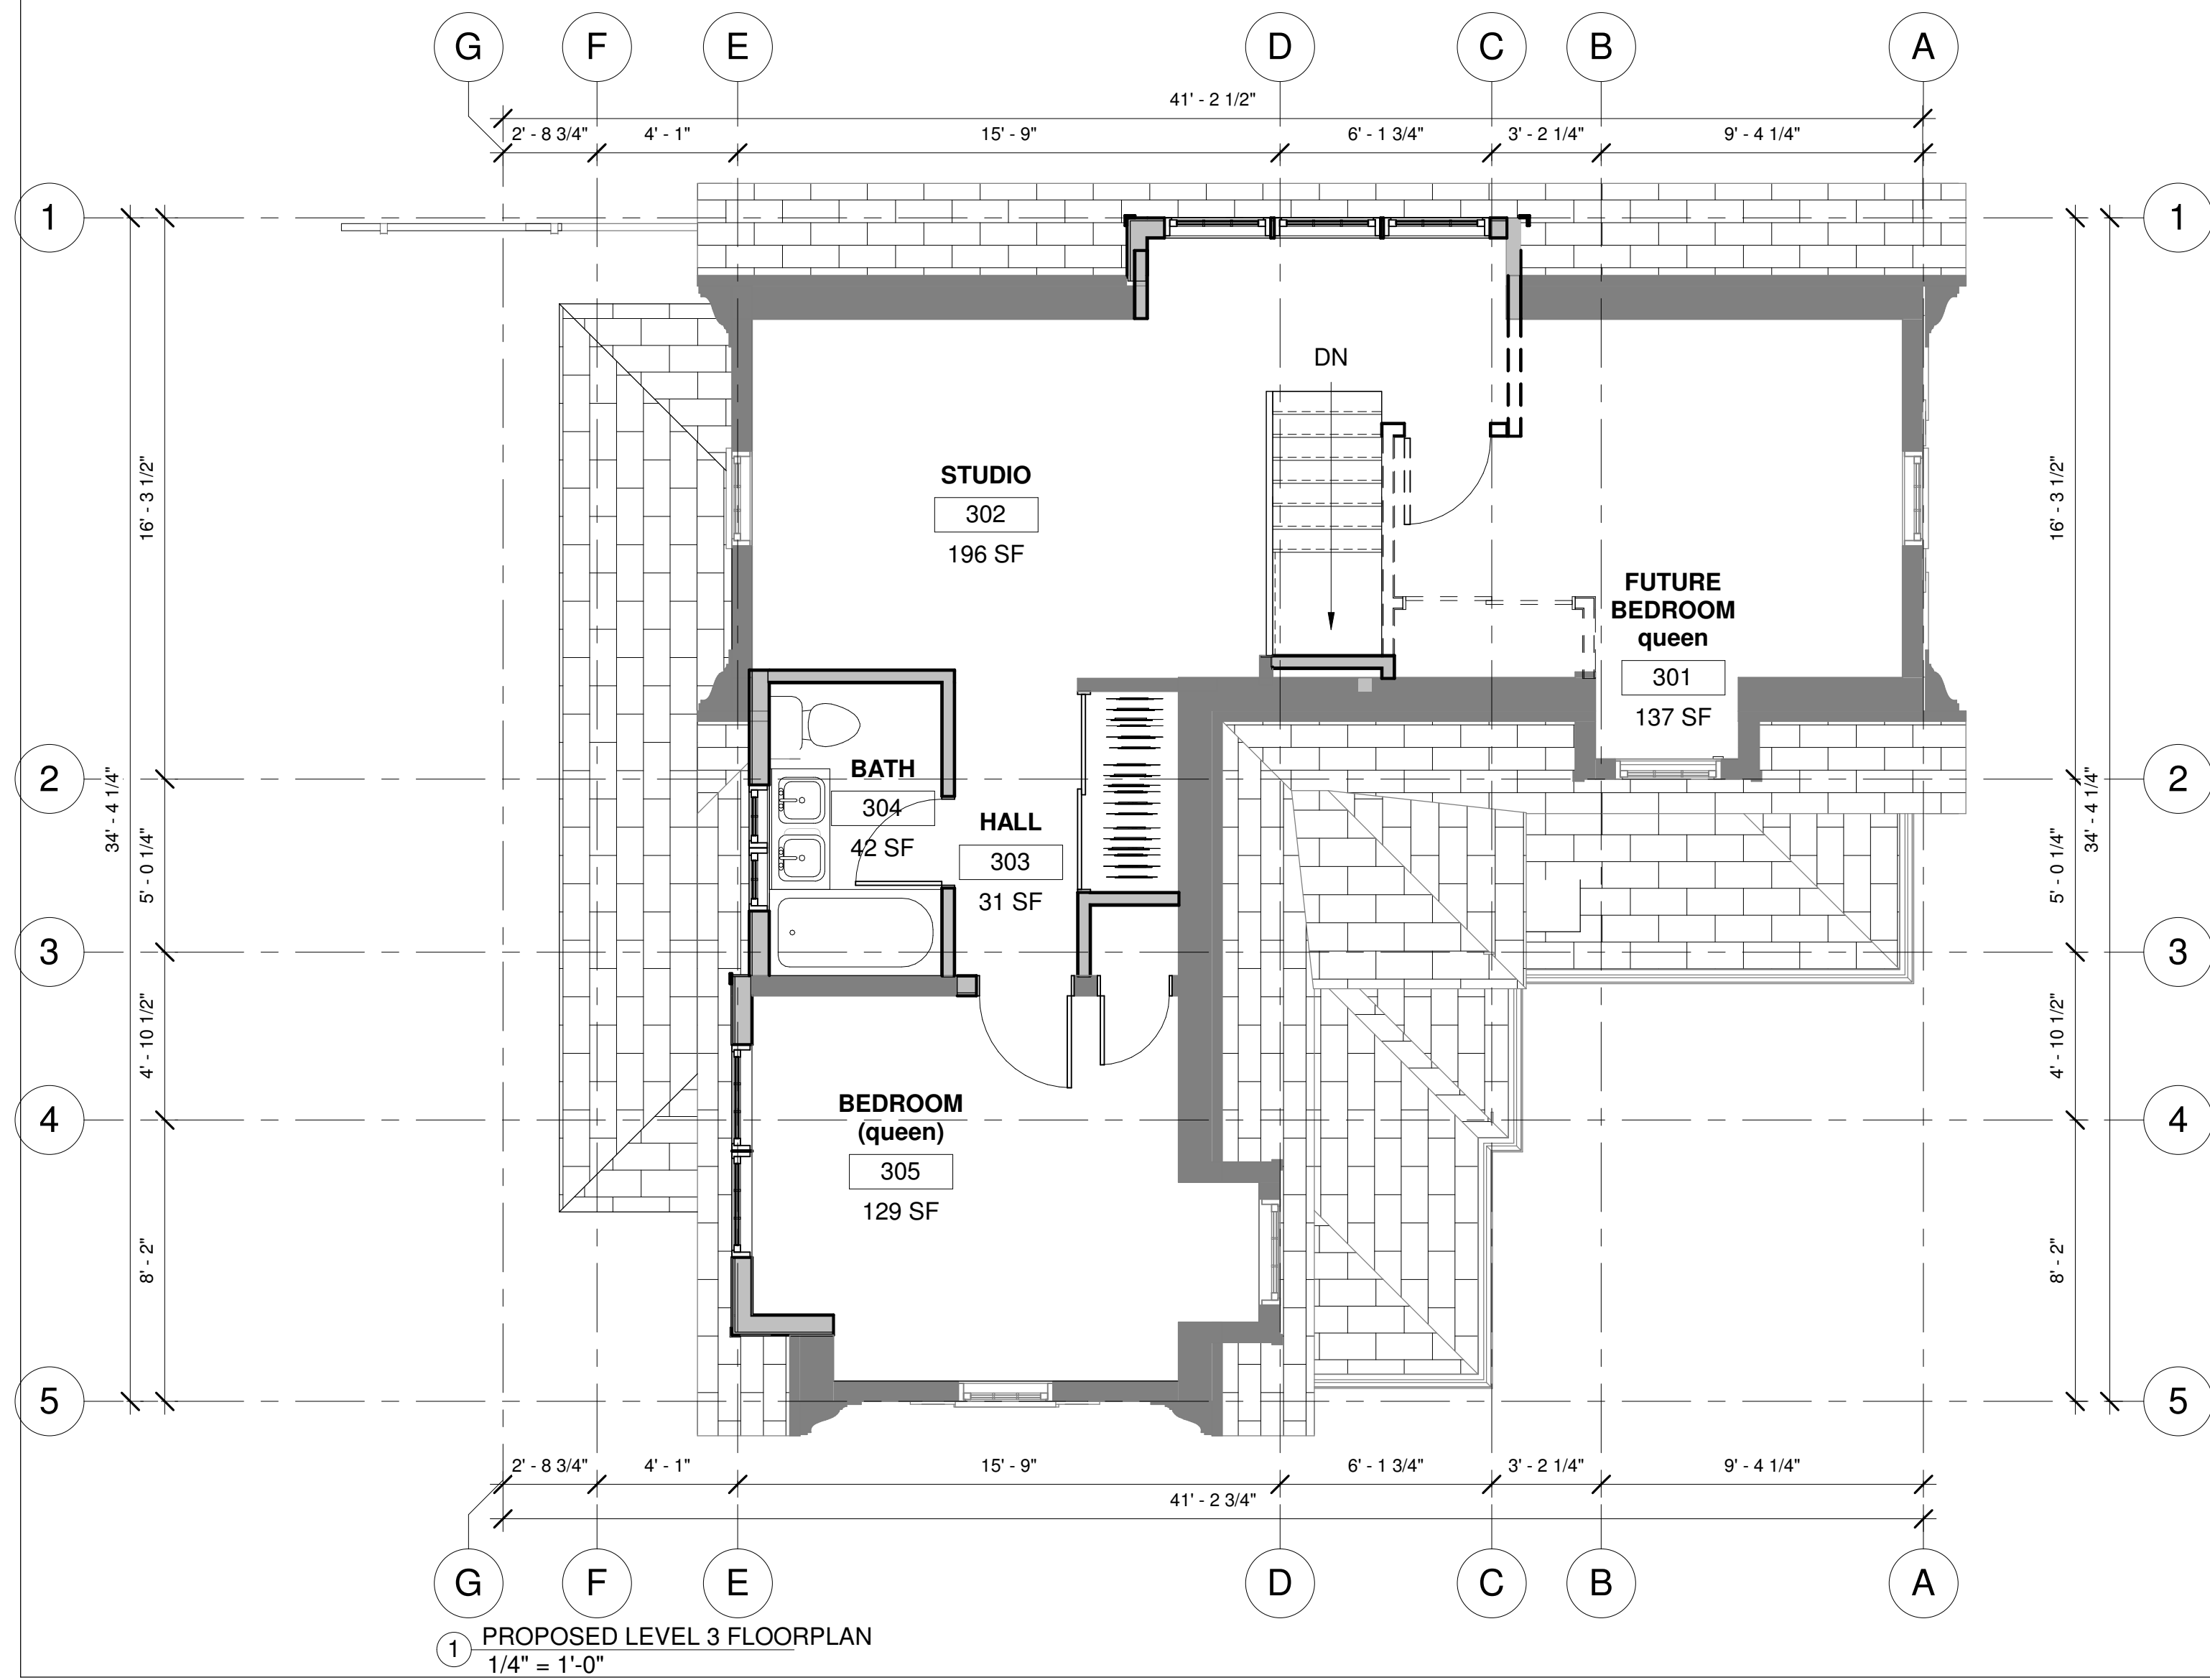 G F E D C B A
41' - 2 1/2"
2' - 8 3/4" 4' - 1" 15' - 9" 6' - 1 3/4" 3' - 2 1/4" 9' - 4 1/4"
1 1
DN
16' - 3 1/2" 16' - 3 1/2"
STUDIO
302
196 SF
FUTURE
BEDROOM
queen
301
137 SF
2 2
34' - 4 1/4" 34' - 4 1/4"
BATH
304
42 SF
HALL
303
31 SF
5' - 0 1/4" 5' - 0 1/4"
3 3
4' - 10 1/2" 4' - 10 1/2"
4 4
BEDROOM
(queen)
305
129 SF
8' - 2" 8' - 2"
5 5
2' - 8 3/4" 4' - 1" 15' - 9" 6' - 1 3/4" 3' - 2 1/4" 9' - 4 1/4"
41' - 2 3/4"
G F E D C B A
1 PROPOSED LEVEL 3 FLOORPLAN
1/4" = 1'-0"